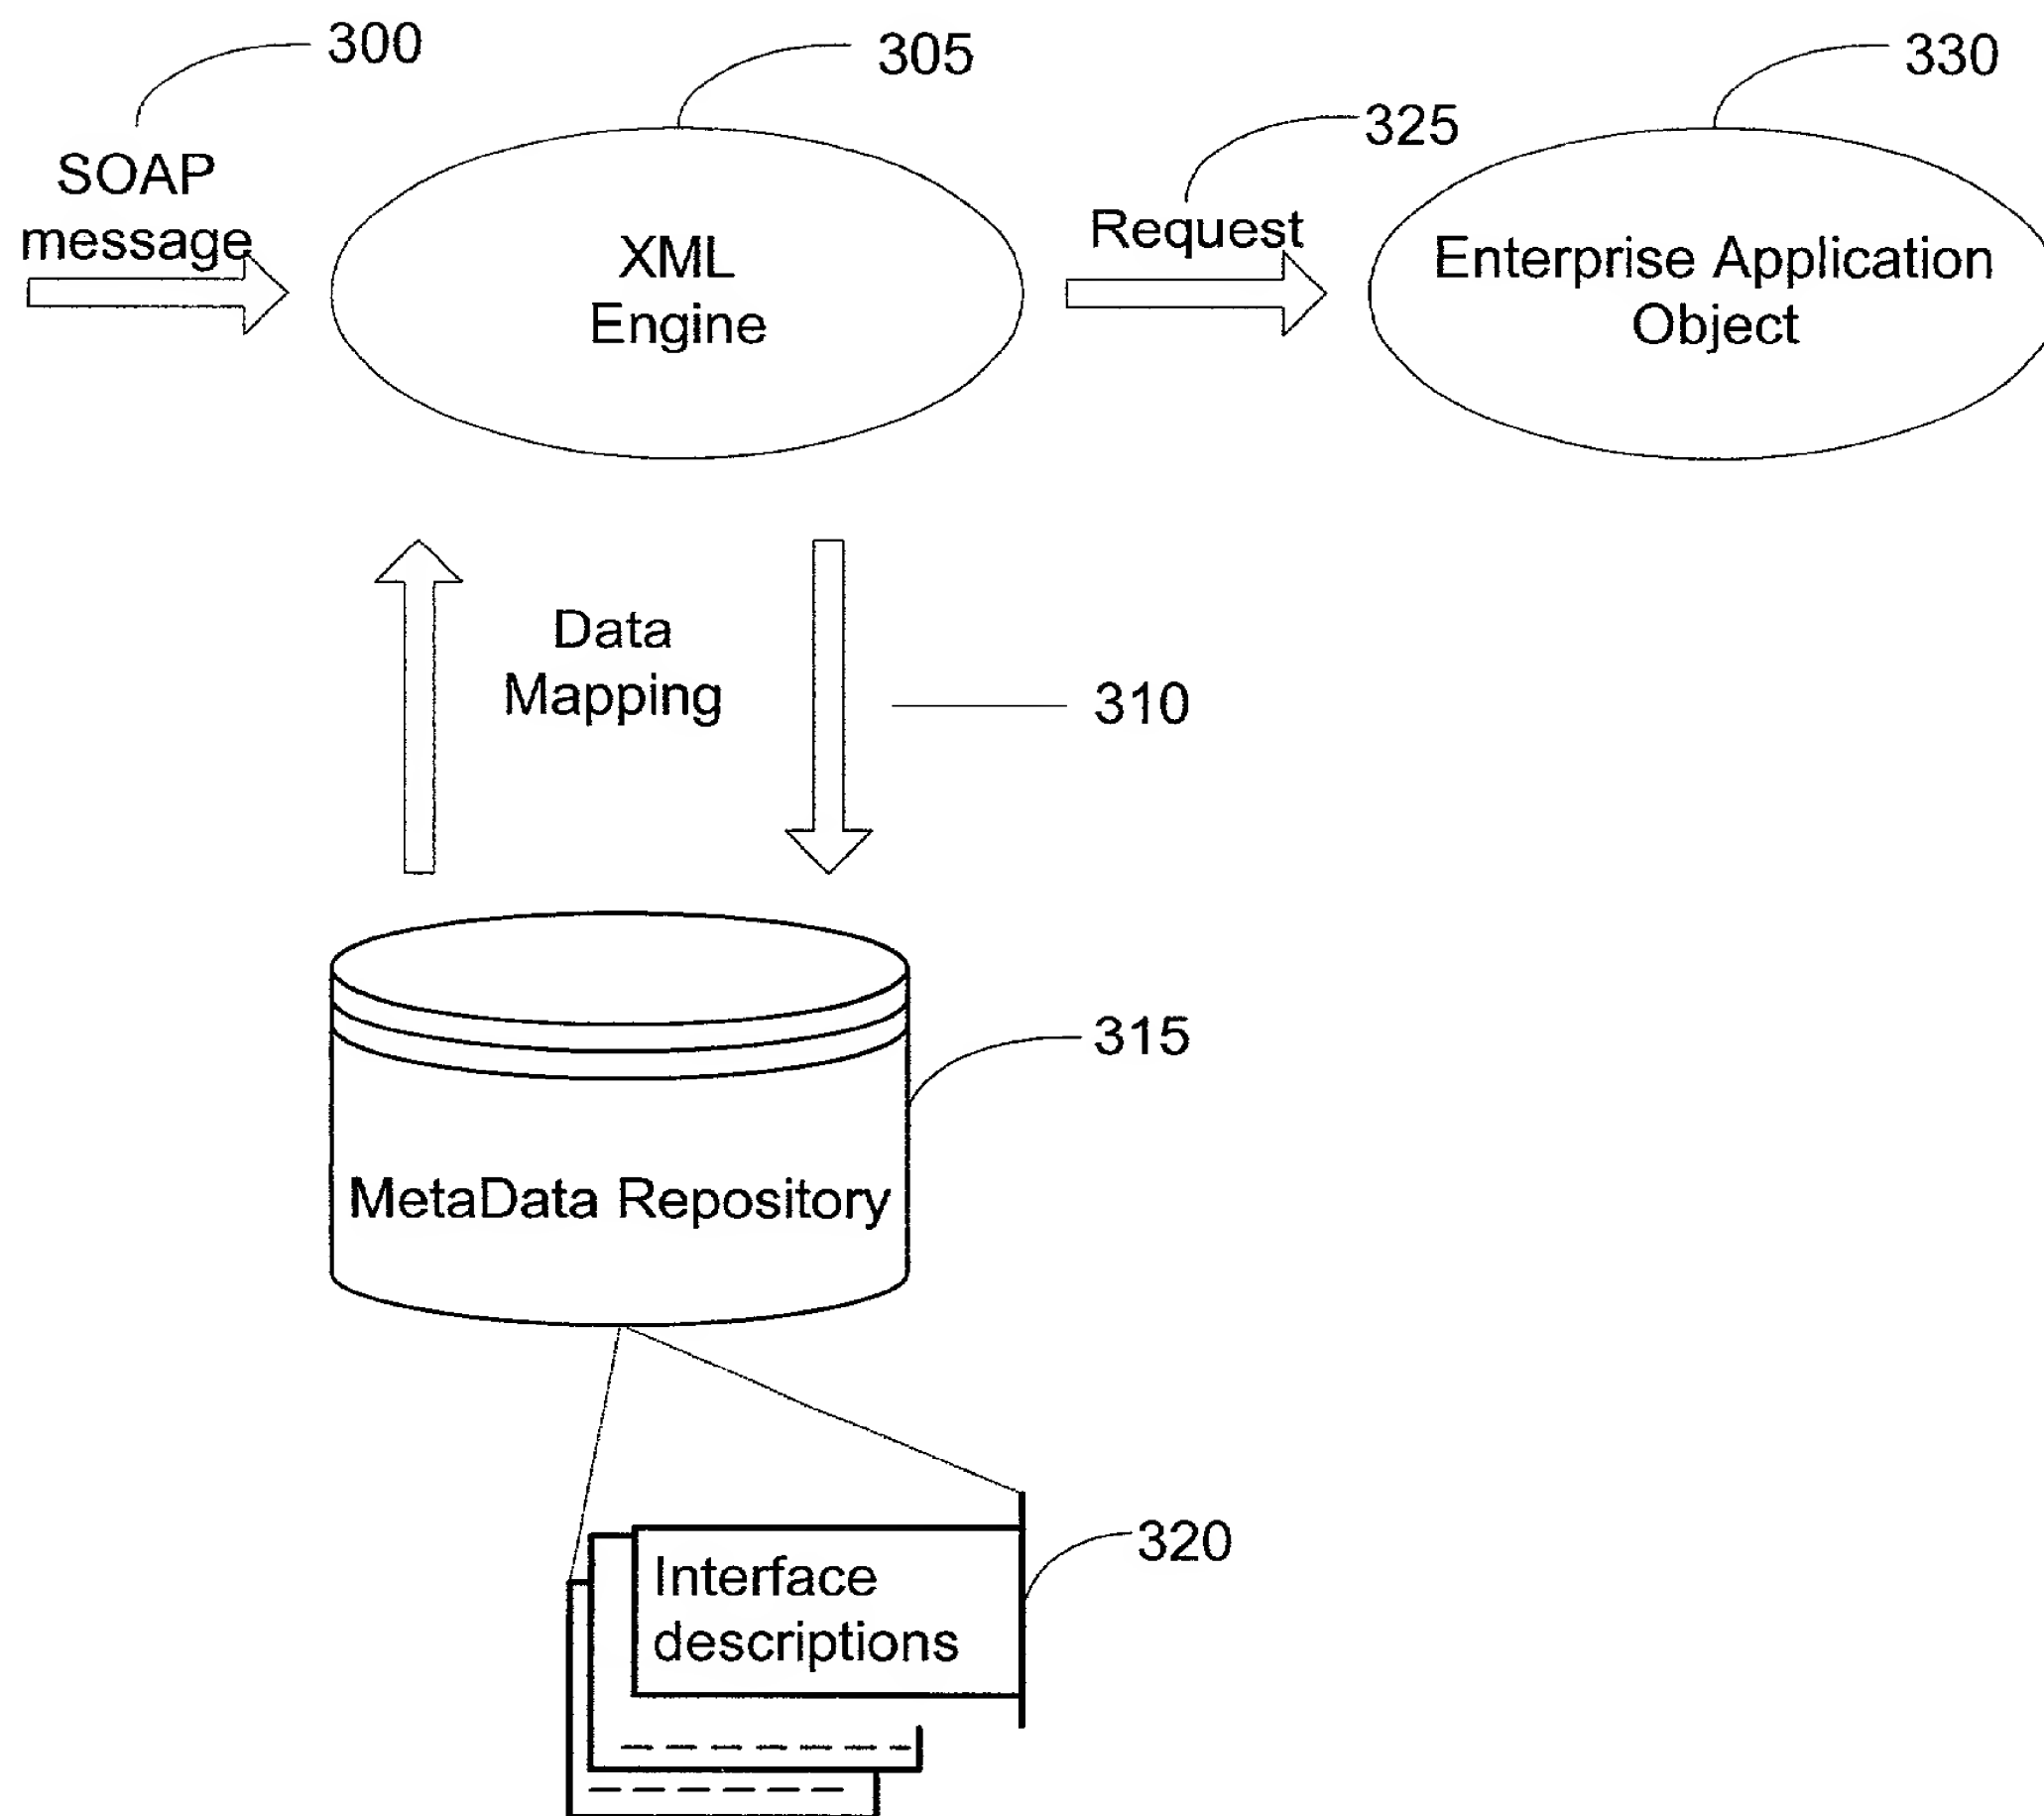 300
305
330
325
SOAP
message
XML
Engine
Request
Enterprise Application
Object
Data
Mapping
310
315
MetaData Repository
320
Interface
descriptions